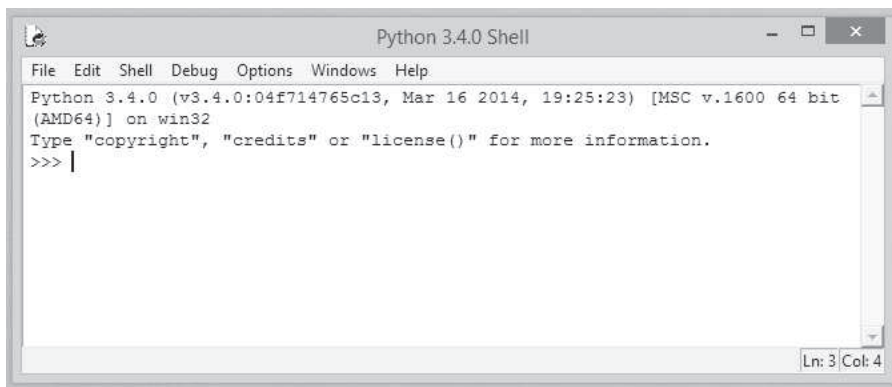 Python 3.4.0 Shell
File Edit Shell Debug Options Windows Help
Python 3.4.0 (v3.4.0:04f714765c13, Mar 16 2014, 19:25:23) [MSC v.1600 64 bit
(AMD64)] on win32
Type "copyright", "credits" or "license()" for more information.
>>>
Ln: 3 Col: 4